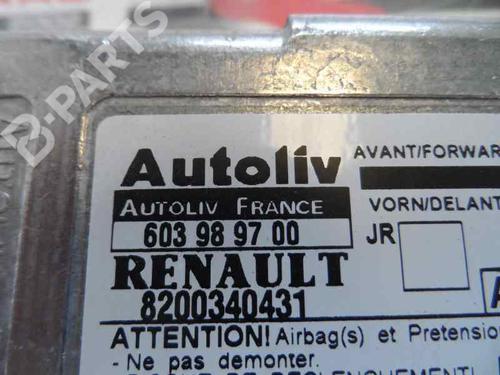 B-PARTS
Autoliv
AUTOLIV FRANCE
603 98 97 00
RENAULT
8200340431
AVANT/FORWAR
VORN/DELANT
JR
A
ATTENTION! Airbag(s) et Pretension
- Ne pas demonter.